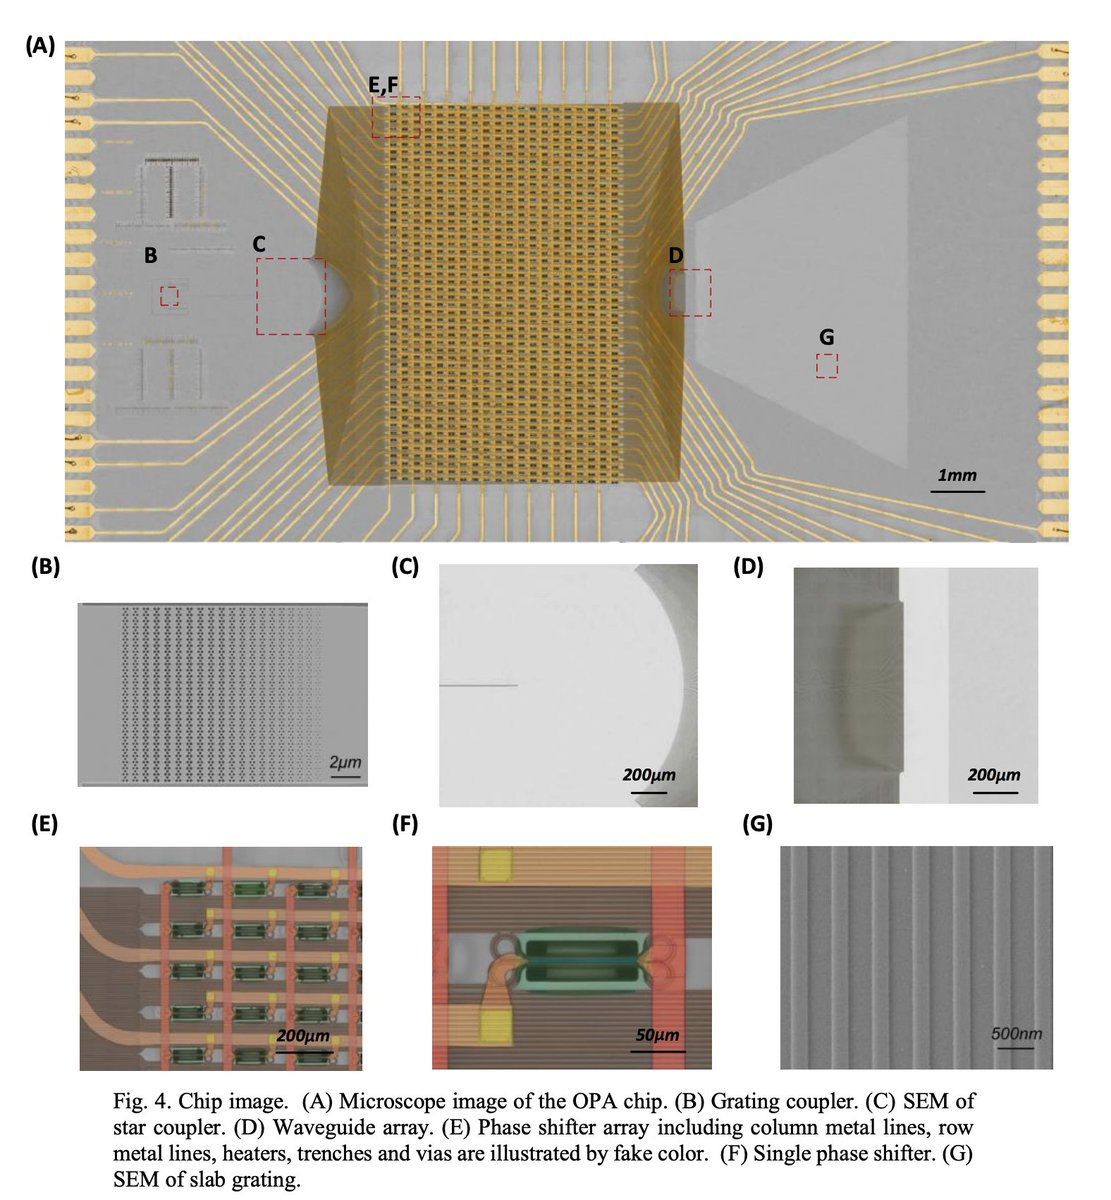 (A)
E,F
B
C
D
G
1mm
(B)
(C)
(D)
2μm
200μm
200μm
(E)
(F)
(G)
200μm
50μm
500nm
Fig. 4. Chip image.  (A) Microscope image of the OPA chip. (B) Grating coupler. (C) SEM of
star coupler. (D) Waveguide array. (E) Phase shifter array including column metal lines, row
metal lines, heaters, trenches and vias are illustrated by fake color.  (F) Single phase shifter. (G)
SEM of slab grating.